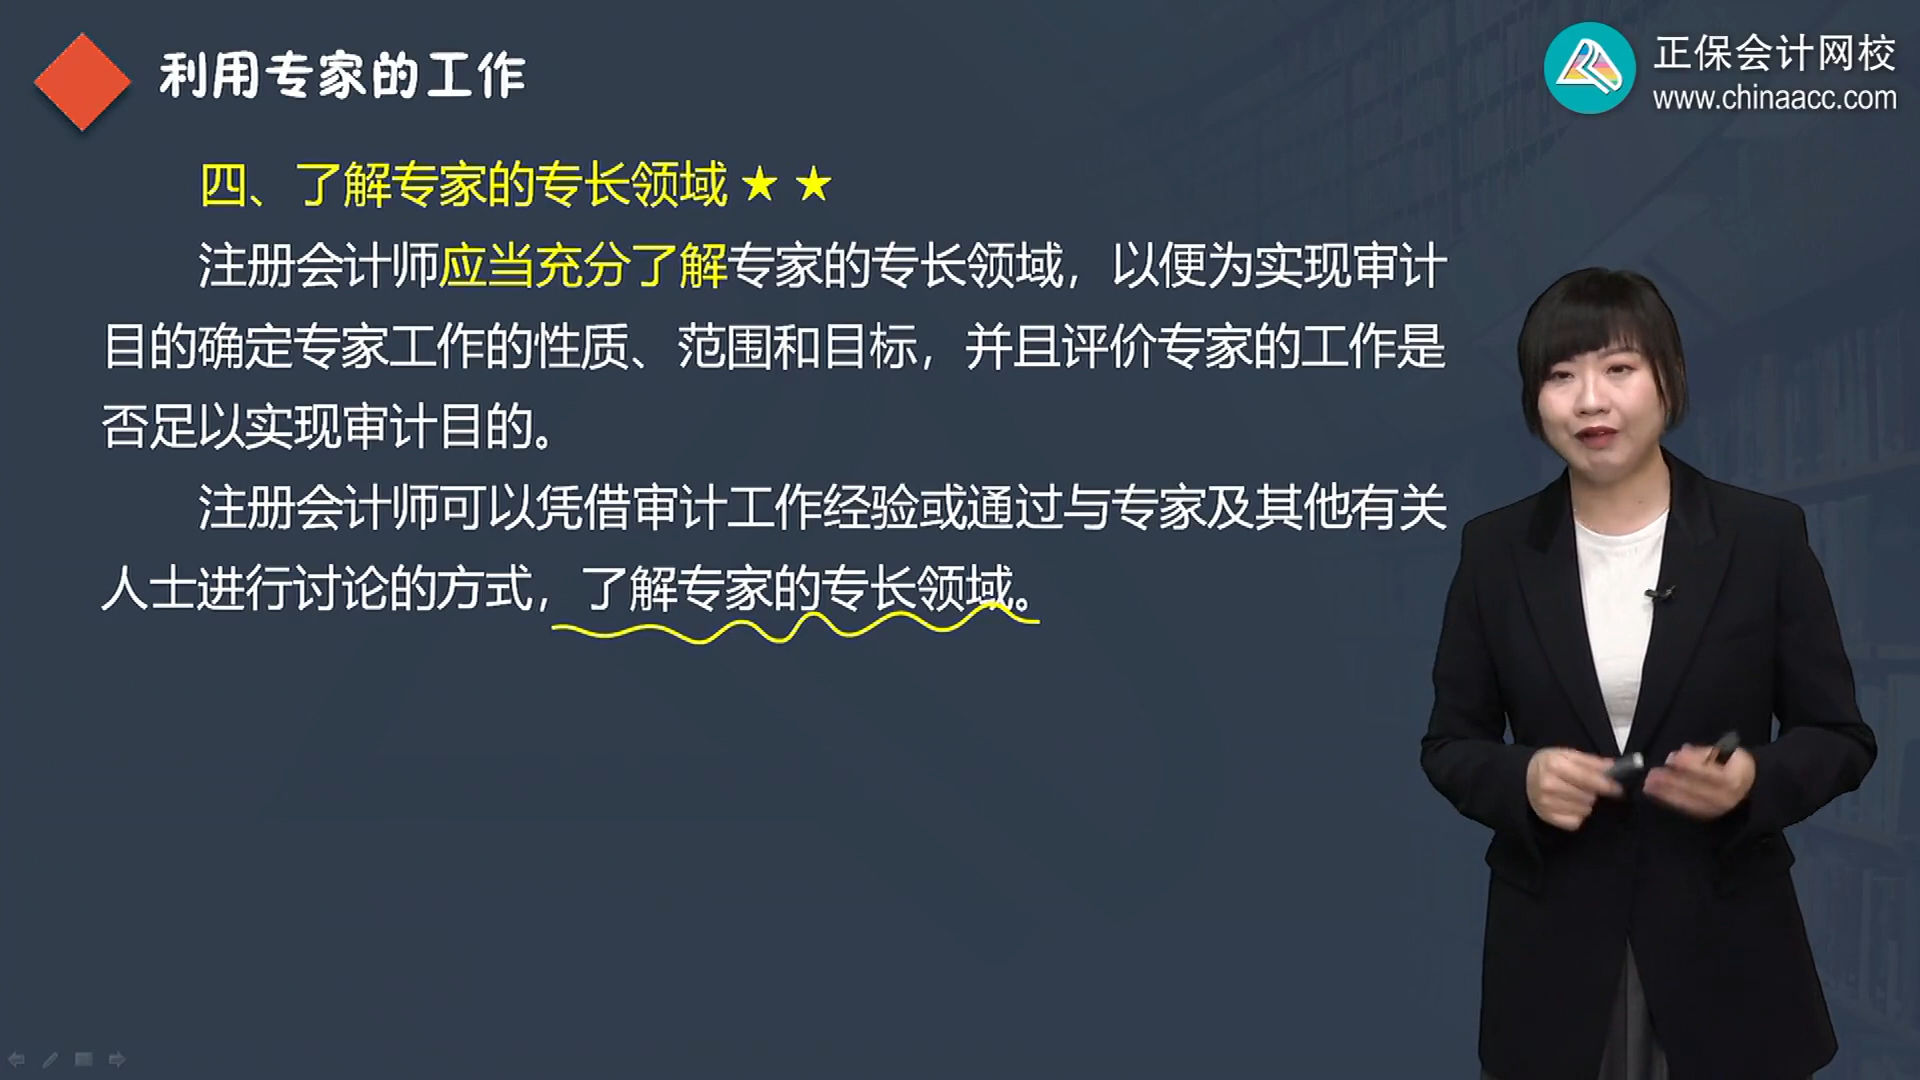 利用专家的工作
正保会计网校
www.chinaacc.com
四、了解专家的专长领域★★
注册会计师应当充分了解专家的专长领域，以便为实现审计
目的确定专家工作的性质、范围和目标，并且评价专家的工作是
否足以实现审计目的。
注册会计师可以凭借审计工作经验或通过与专家及其他有关
人士进行讨论的方式，了解专家的专长领域。